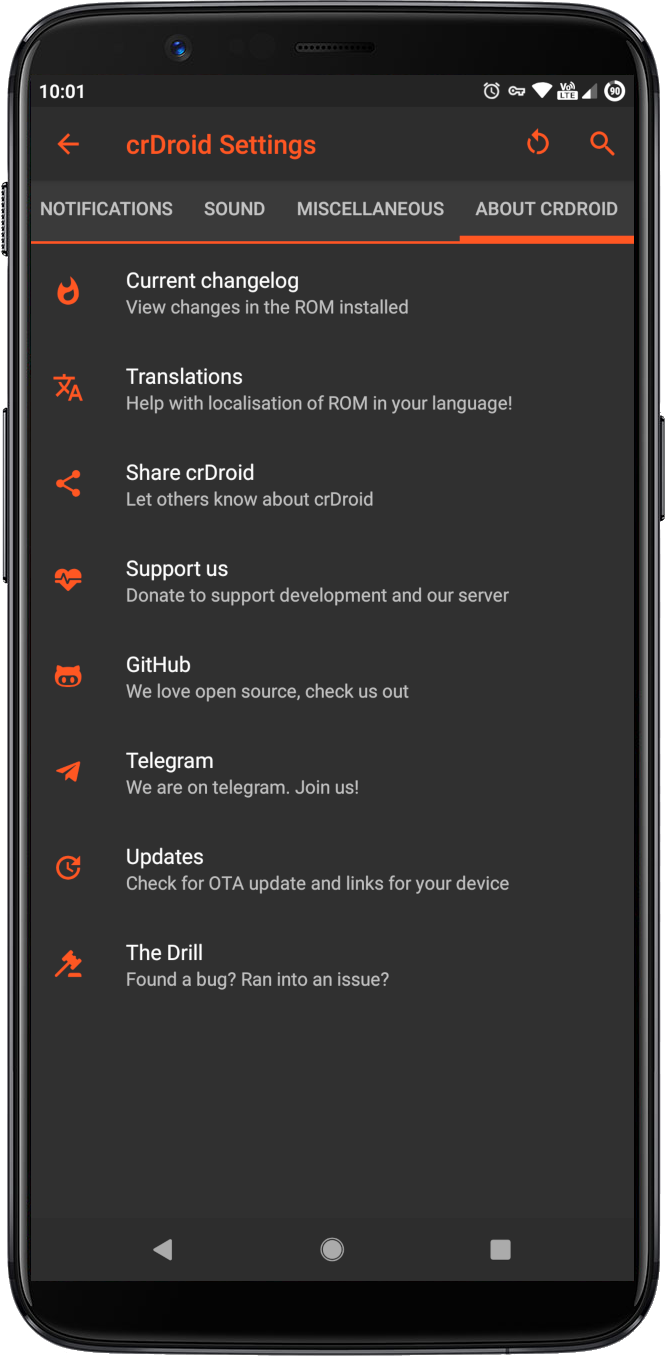 10:01
Vo))
LTE
90
crDroid Settings
NOTIFICATIONS SOUND MISCELLANEOUS ABOUT CRDROID
Current changelog
View changes in the ROM installed
Translations
Help with localisation of ROM in your language!
Share crDroid
Let others know about crDroid
Support us
Donate to support development and our server
GitHub
We love open source, check us out
Telegram
We are on telegram. Join us!
Updates
Check for OTA update and links for your device
The Drill
Found a bug? Ran into an issue?